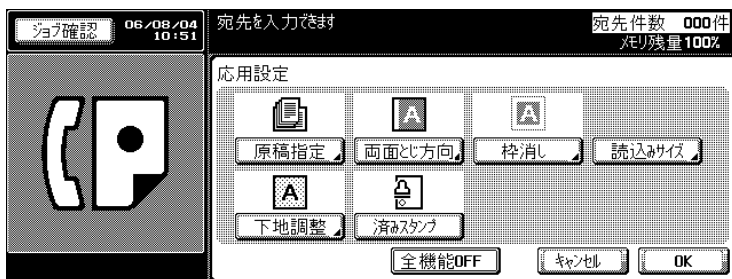 ジョブ確認
06/08/04
10:51
宛先を入力できます
宛先件数 000件
メモリ残量100%
応用設定
A
A
原稿指定
両面とじ方向
枠消し
読込みサイズ
A
下地調整
済みスタンプ
全機能OFF
キャンセル
OK